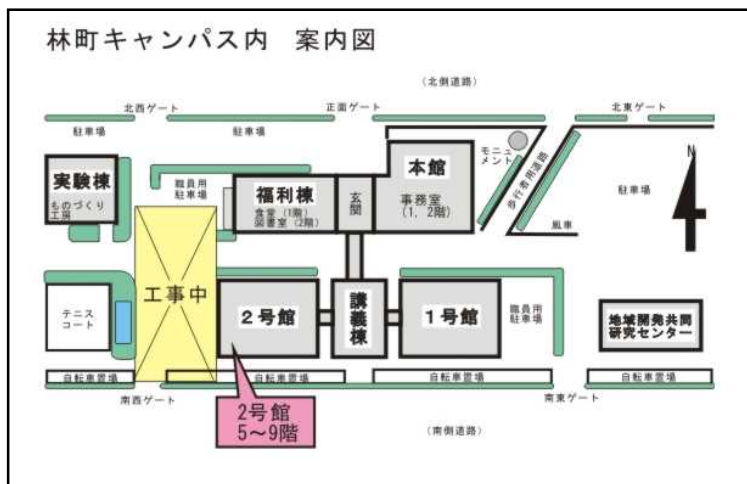 林町キャンパス内　案内図
（北側道路）
北西ゲート
正面ゲート
北東ゲート
駐車場
駐車場
モニュ
メント
本館
事務室
（1，2階）
歩行者用道路
N
駐車場
実験棟
ものづくり
工房
職員用
駐車場
福利棟
食堂（1階）
図書室（2階）
玄関
風車
工事中
テニス
コート
2号館
講義棟
1号館
職員用
駐車場
地域開発共同
研究センター
自転車置場
自転車置場
自転車置場
自転車置場
南西ゲート
南東ゲート
2号館
5～9階
（南側道路）